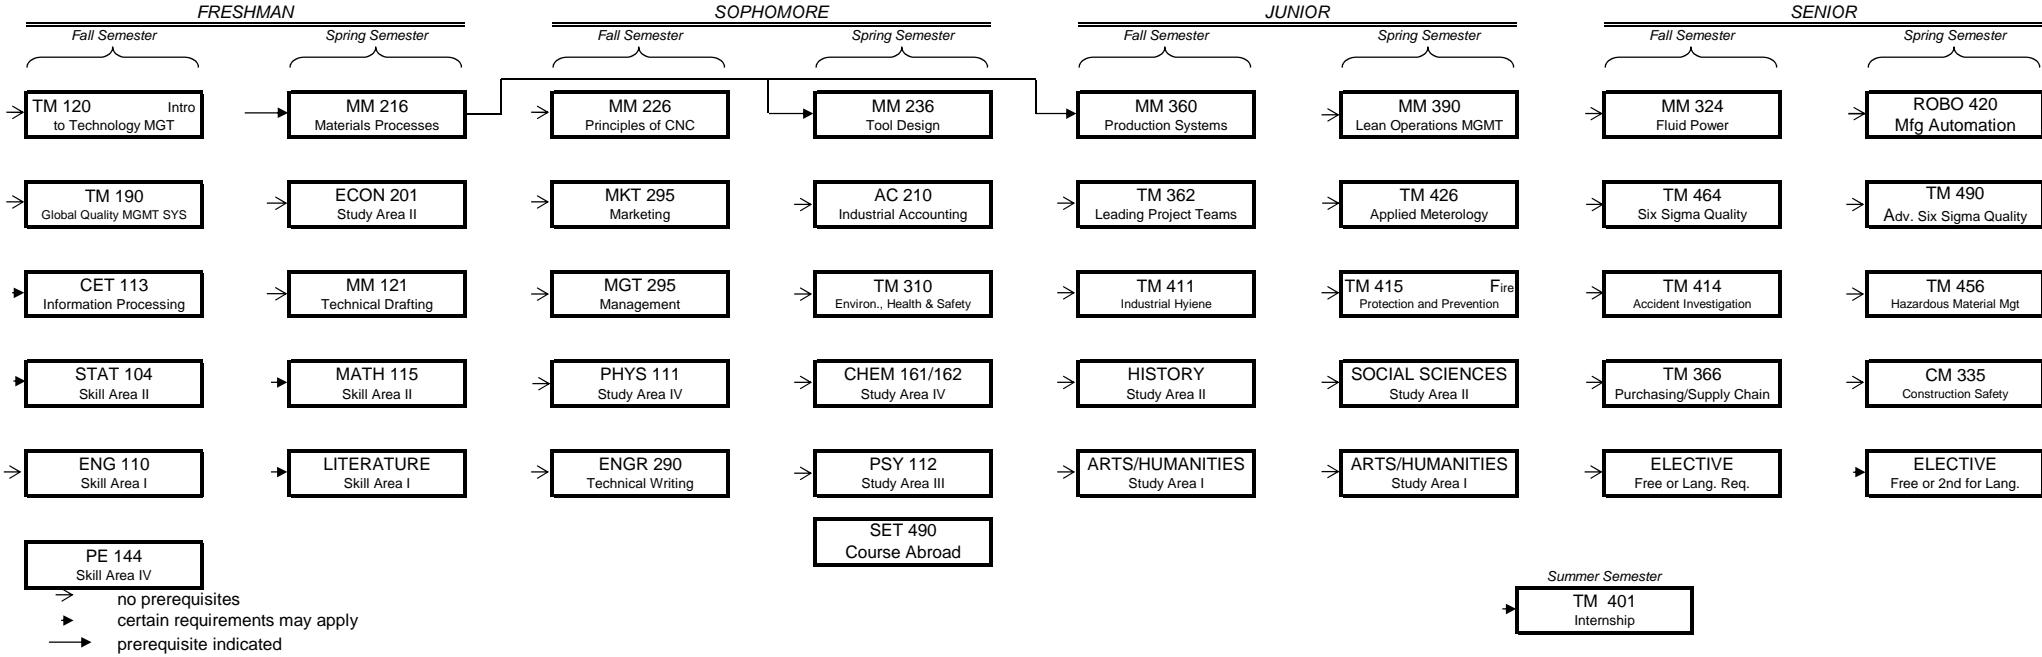 FRESHMAN
SOPHOMORE
JUNIOR
SENIOR
Fall Semester
Spring Semester
Fall Semester
Spring Semester
Fall Semester
Spring Semester
Fall Semester
Spring Semester
TM 120 Intro
to Technology MGT
MM 216
Materials Processes
MM 226
Principles of CNC
MM 236
Tool Design
MM 360
Production Systems
MM 390
Lean Operations MGMT
MM 324
Fluid Power
ROBO 420
Mfg Automation
TM 190
Global Quality MGMT SYS
ECON 201
Study Area II
MKT 295
Marketing
AC 210
Industrial Accounting
TM 362
Leading Project Teams
TM 426
Applied Meterology
TM 464
Six Sigma Quality
TM 490
Adv. Six Sigma Quality
CET 113
Information Processing
MM 121
Technical Drafting
MGT 295
Management
TM 310
Environ., Health & Safety
TM 411
Industrial Hyiene
TM 415 Fire
Protection and Prevention
TM 414
Accident Investigation
TM 456
Hazardous Material Mgt
STAT 104
Skill Area II
MATH 115
Skill Area II
PHYS 111
Study Area IV
CHEM 161/162
Study Area IV
HISTORY
Study Area II
SOCIAL SCIENCES
Study Area II
TM 366
Purchasing/Supply Chain
CM 335
Construction Safety
ENG 110
Skill Area I
LITERATURE
Skill Area I
ENGR 290
Technical Writing
PSY 112
Study Area III
ARTS/HUMANITIES
Study Area I
ARTS/HUMANITIES
Study Area I
ELECTIVE
Free or Lang. Req.
ELECTIVE
Free or 2nd for Lang.
PE 144
Skill Area IV
SET 490
Course Abroad
Summer Semester
TM 401
Internship
no prerequisites
certain requirements may apply
prerequisite indicated